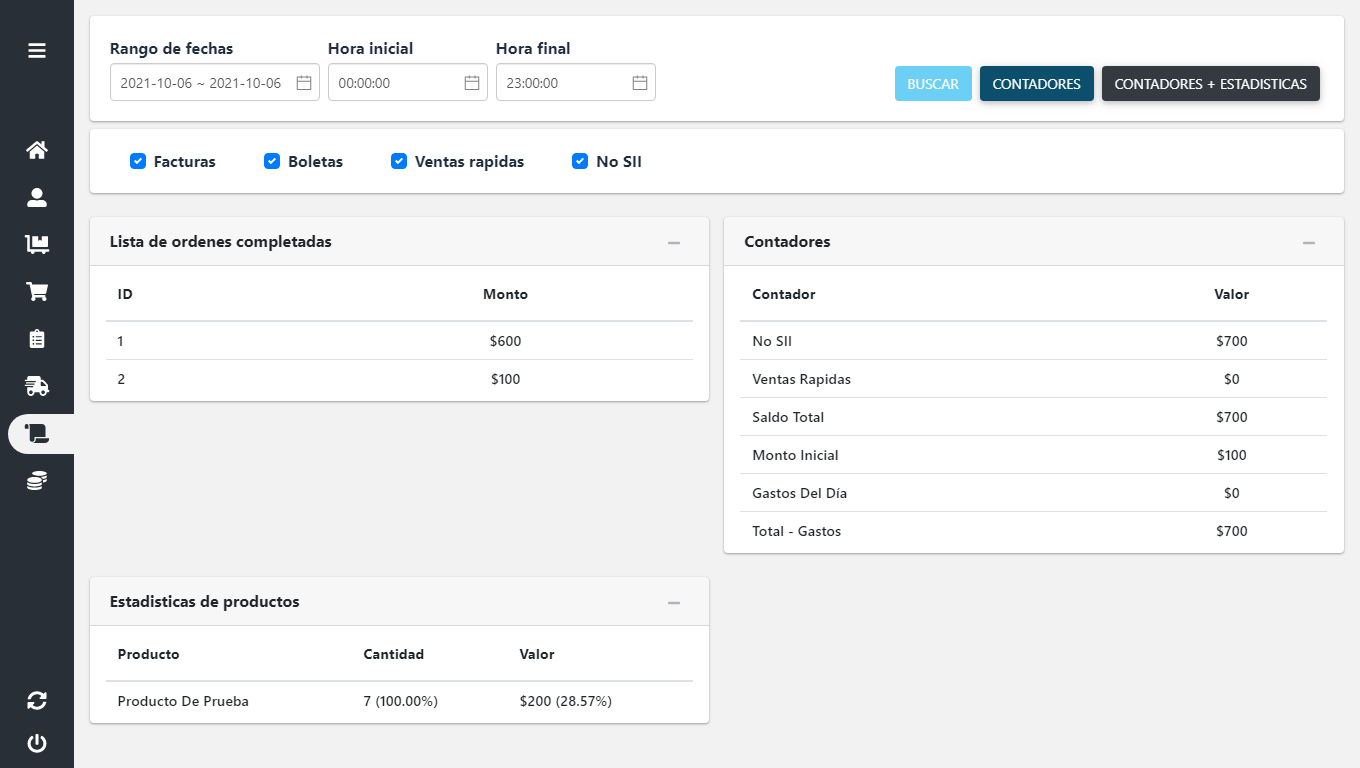 Rango de fechas Hora inicial Hora final
2021-10-06 ~ 2021-10-06 00:00:00 23:00:00
BUSCAR CONTADORES CONTADORES + ESTADISTICAS
Facturas Boletas Ventas rapidas No SII
Lista de ordenes completadas
ID Monto
1 $600
2 $100
Contadores
Contador Valor
No SII $700
Ventas Rapidas $0
Saldo Total $700
Monto Inicial $100
Gastos Del Día $0
Total - Gastos $700
Estadisticas de productos
Producto Cantidad Valor
Producto De Prueba 7 (100.00%) $200 (28.57%)